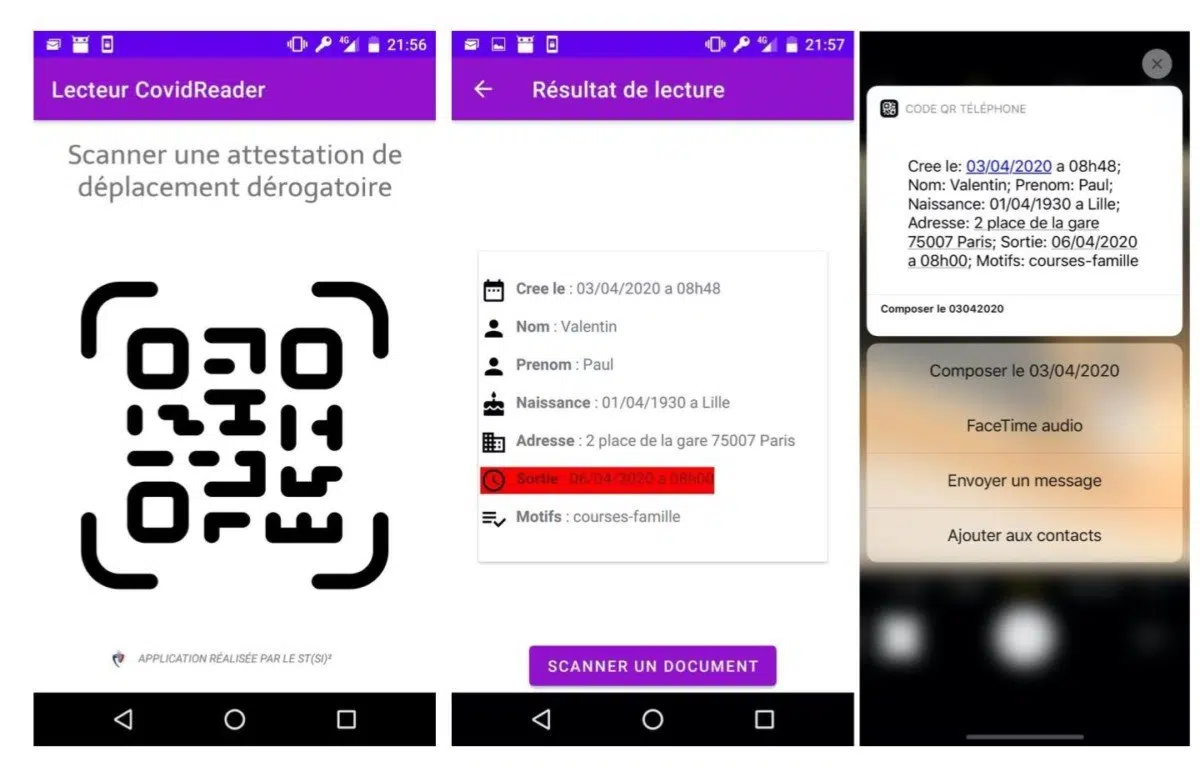 4G 21:56
Lecteur CovidReader
Scanner une attestation de
déplacement dérogatoire
APPLICATION RÉALISÉE PAR LE ST(SI)²
4G 21:57
Résultat de lecture
Cree le : 03/04/2020 a 08h48
Nom : Valentin
Prenom : Paul
Naissance : 01/04/1930 a Lille
Adresse : 2 place de la gare 75007 Paris
Sortie : 06/04/2020 a 08h00
Motifs : courses-famille
SCANNER UN DOCUMENT
CODE QR TÉLÉPHONE
Cree le: 03/04/2020 a 08h48;
Nom: Valentin; Prenom: Paul;
Naissance: 01/04/1930 a Lille;
Adresse: 2 place de la gare
75007 Paris; Sortie: 06/04/2020
a 08h00; Motifs: courses-famille
Composer le 03042020
Composer le 03/04/2020
FaceTime audio
Envoyer un message
Ajouter aux contacts